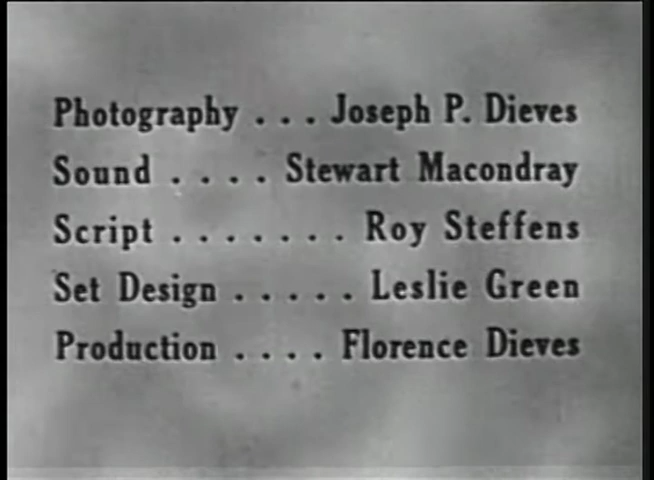 Photography . . . Joseph P. Dieves
Sound . . . . Stewart Macondray
Script . . . . . . . Roy Steffens
Set Design . . . . . Leslie Green
Production . . . . Florence Dieves